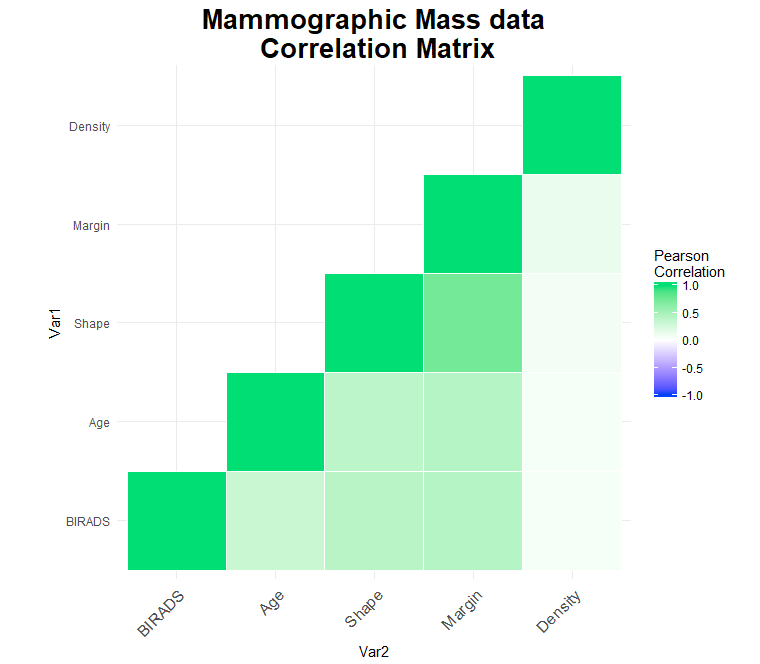 Mammographic Mass data
Correlation Matrix
Density
Margin
Shape
Age
BIRADS
Var1
BIRADS
Age
Shape
Margin
Density
Var2
Pearson
Correlation
1.0
0.5
0.0
-0.5
-1.0